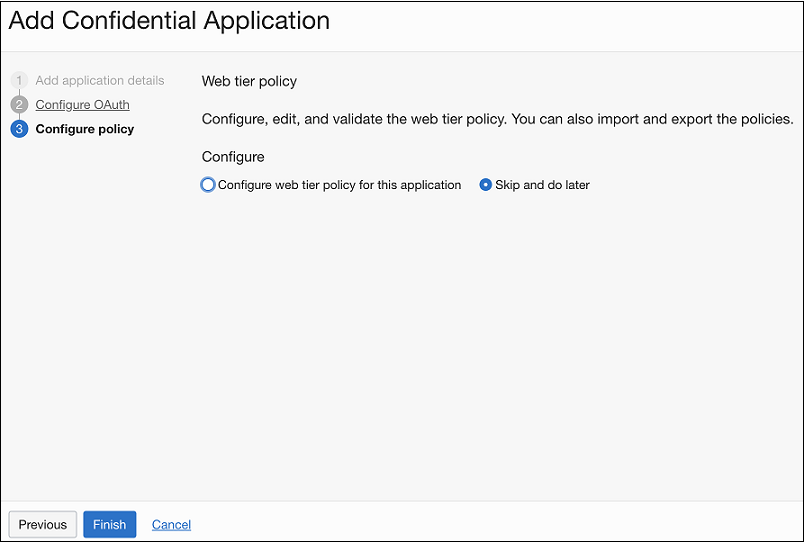 Add Confidential Application
1 Add application details
2 Configure OAuth
3 Configure policy
Web tier policy
Configure, edit, and validate the web tier policy. You can also import and export the policies.
Configure
Configure web tier policy for this application Skip and do later
Previous Finish Cancel